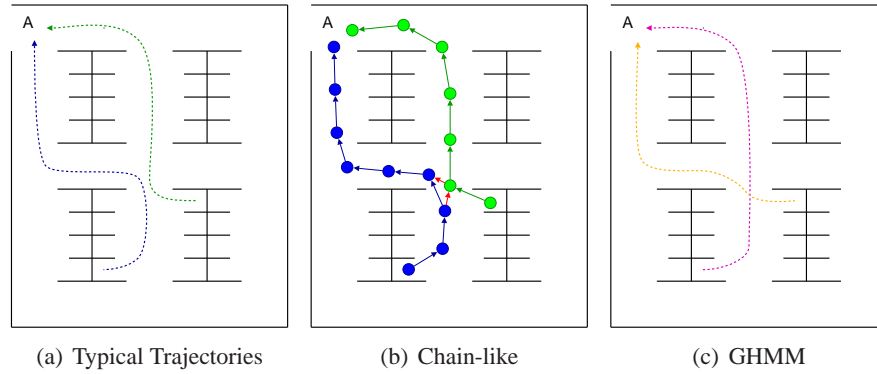 A
A
A
(a) Typical Trajectories
(b) Chain-like
(c) GHMM